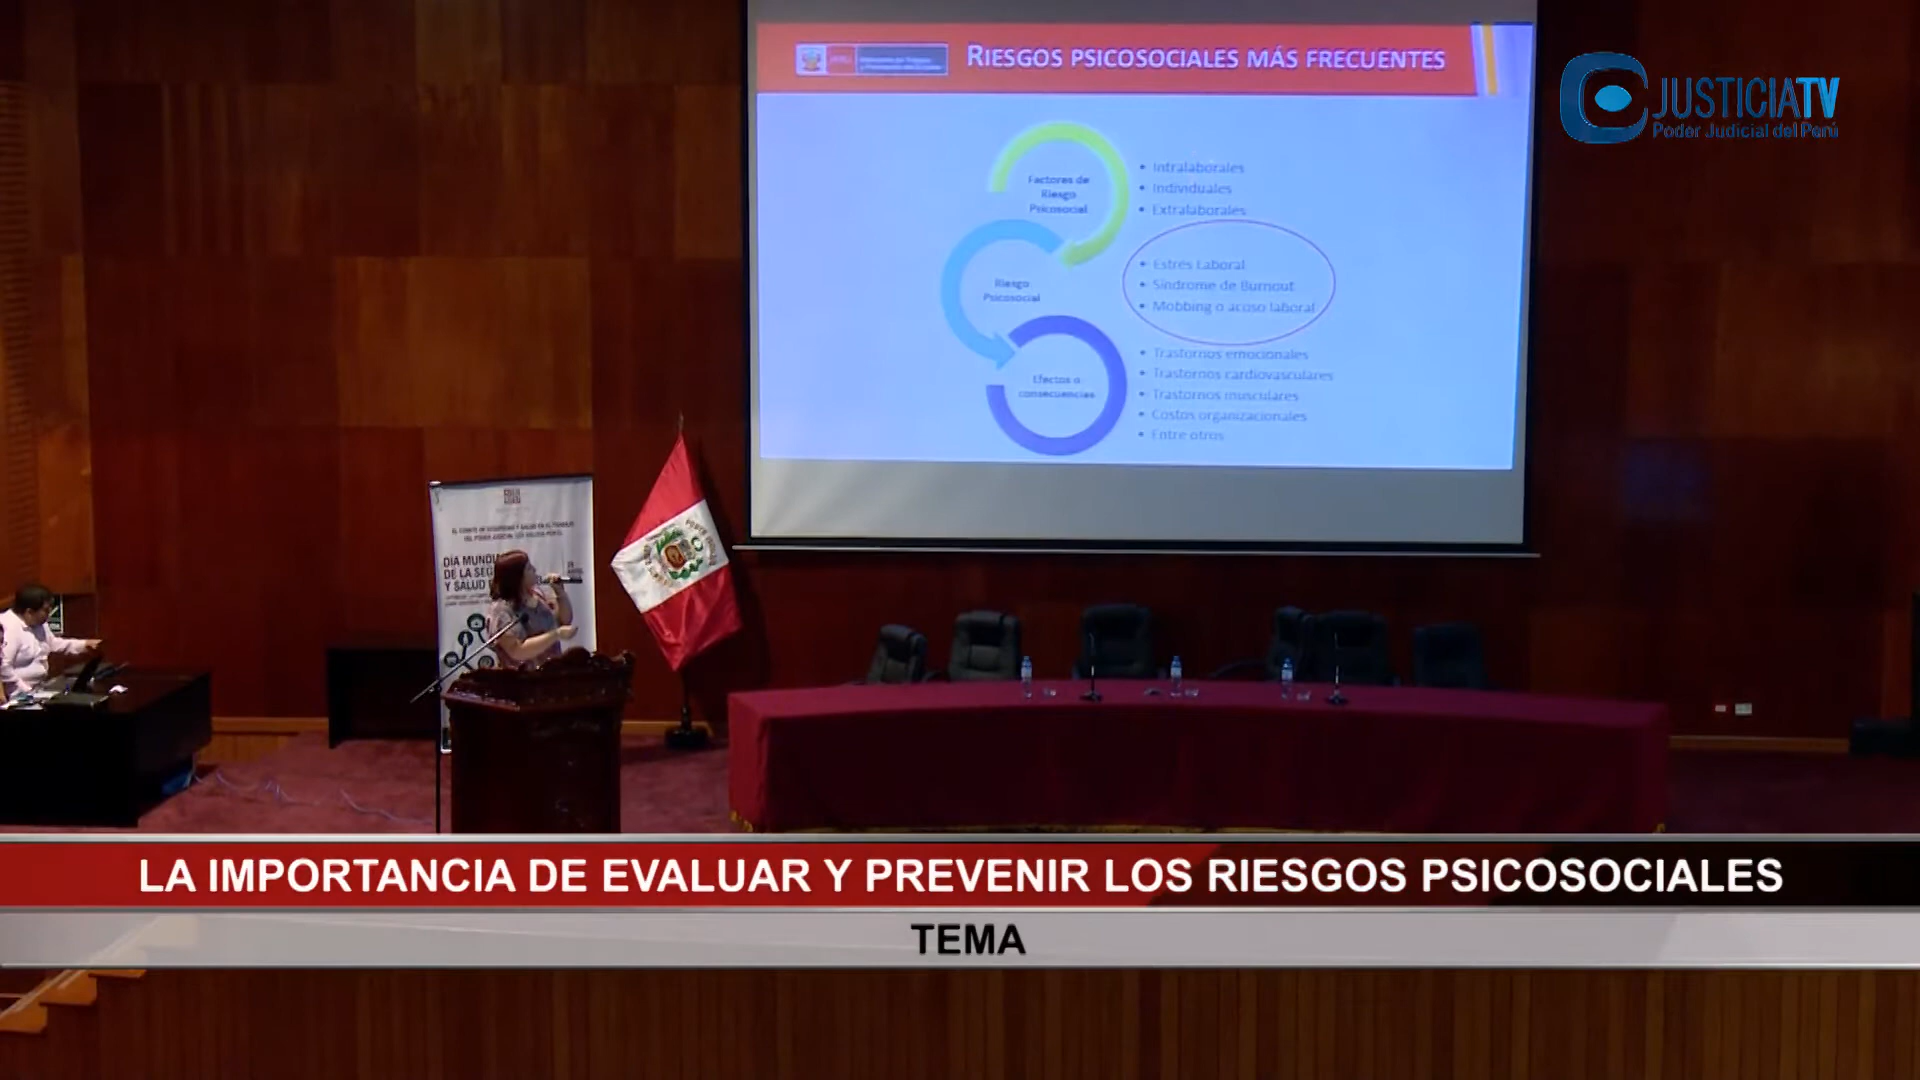 RIESGOS PSICOSOCIALES MÁS FRECUENTES
JUSTICIATV
Poder Judicial del Perú
Factores de
Riesgo
Psicosocial
• Intralaborales
• Individuales
• Extralaborales
Riesgo
Psicosocial
• Estrés Laboral
• Síndrome de Burnout
• Mobbing o acoso laboral
Efectos o
consecuencias
• Trastornos emocionales
• Trastornos cardiovasculares
• Trastornos musculares
• Costos organizacionales
• Entre otros
DÍA MUNDI
DE LA SEG
Y SALUD
LA IMPORTANCIA DE EVALUAR Y PREVENIR LOS RIESGOS PSICOSOCIALES
TEMA